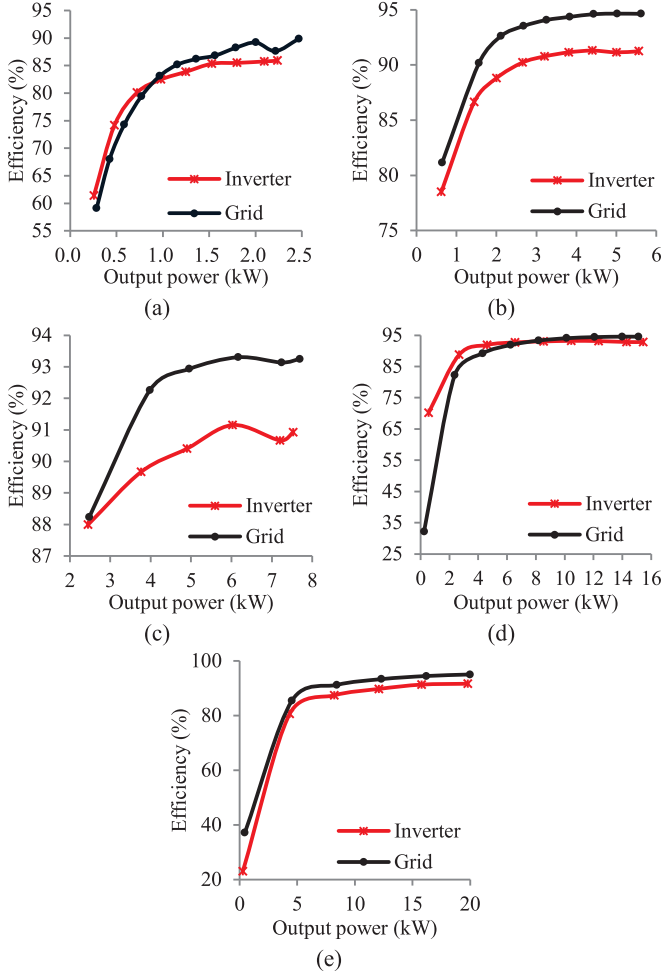 90
85
80
75
70
65
60
55
Efficiency (%)
Inverter
Grid
0.0 0.5 1.0 1.5 2.0 2.5
Output power (kW)
(a)
95
90
85
80
75
Efficiency (%)
Inverter
Grid
0 1 2 3 4 5 6
Output power (kW)
(b)
94
93
92
91
90
89
88
87
Efficiency (%)
Inverter
Grid
2 3 4 5 6 7 8
Output power (kW)
(c)
95
85
75
65
55
45
35
25
Efficiency (%)
Inverter
Grid
0 2 4 6 8 10 12 14 16
Output power (kW)
(d)
100
80
60
40
20
Efficiency (%)
Inverter
Grid
0 5 10 15 20
Output power (kW)
(e)